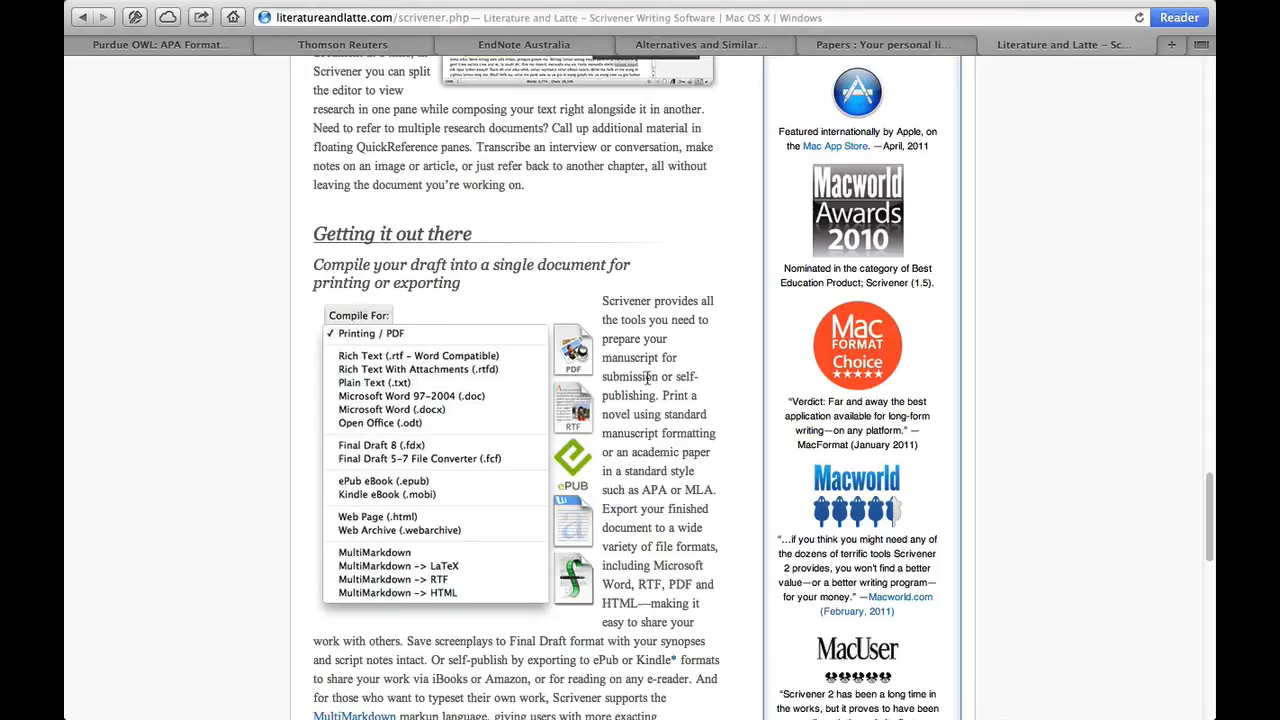 literatureandlatte.com/scrivener.php — Literature and Latte – Scrivener Writing Software | Mac OS X | Windows
Reader
Purdue OWL: APA Format...
Thomson Reuters
EndNote Australia
Alternatives and Similar...
Papers : Your personal li...
Literature and Latte – Sc...
Scrivener you can split
the editor to view
research in one pane while composing your text right alongside it in another.
Need to refer to multiple research documents? Call up additional material in
floating QuickReference panes. Transcribe an interview or conversation, make
notes on an image or article, or just refer back to another chapter, all without
leaving the document you’re working on.
Getting it out there
Compile your draft into a single document for
printing or exporting
Compile For:
✓ Printing / PDF
Rich Text (.rtf – Word Compatible)
Rich Text With Attachments (.rtfd)
Plain Text (.txt)
Microsoft Word 97–2004 (.doc)
Microsoft Word (.docx)
Open Office (.odt)
Final Draft 8 (.fdx)
Final Draft 5–7 File Converter (.fcf)
ePub eBook (.epub)
Kindle eBook (.mobi)
Web Page (.html)
Web Archive (.webarchive)
MultiMarkdown
MultiMarkdown -> LaTeX
MultiMarkdown -> RTF
MultiMarkdown -> HTML
PDF
RTF
ePUB
Scrivener provides all
the tools you need to
prepare your
manuscript for
submission or self-
publishing. Print a
novel using standard
manuscript formatting
or an academic paper
in a standard style
such as APA or MLA.
Export your finished
document to a wide
variety of file formats,
including Microsoft
Word, RTF, PDF and
HTML—making it
easy to share your
work with others. Save screenplays to Final Draft format with your synopses
and script notes intact. Or self-publish by exporting to ePub or Kindle* formats
to share your work via iBooks or Amazon, or for reading on any e-reader. And
for those who want to typeset their own work, Scrivener supports the
MultiMarkdown markup language, giving users with more exacting
Featured internationally by Apple, on
the Mac App Store. —April, 2011
Macworld
Awards
2010
Nominated in the category of Best
Education Product; Scrivener (1.5).
Mac
FORMAT
Choice
★★★★★
“Verdict: Far and away the best
application available for long-form
writing—on any platform.” —
MacFormat (January 2011)
Macworld
“...if you think you might need any of
the dozens of terrific tools Scrivener
2 provides, you won’t find a better
value—or a better writing program—
for your money.” —Macworld.com
(February, 2011)
MacUser
“Scrivener 2 has been a long time in
the works, but it proves to have been